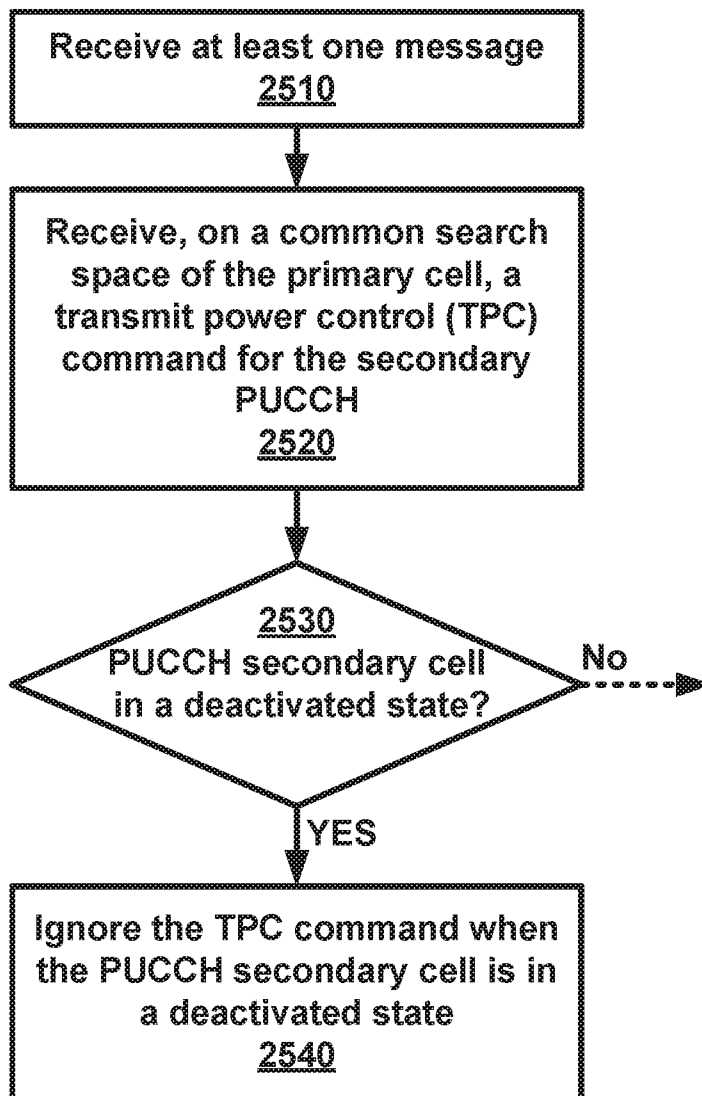 Receive at least one message
2510
Receive, on a common search
space of the primary cell, a
transmit power control (TPC)
command for the secondary
PUCCH
2520
2530
PUCCH secondary cell
in a deactivated state?
No
YES
Ignore the TPC command when
the PUCCH secondary cell is in
a deactivated state
2540